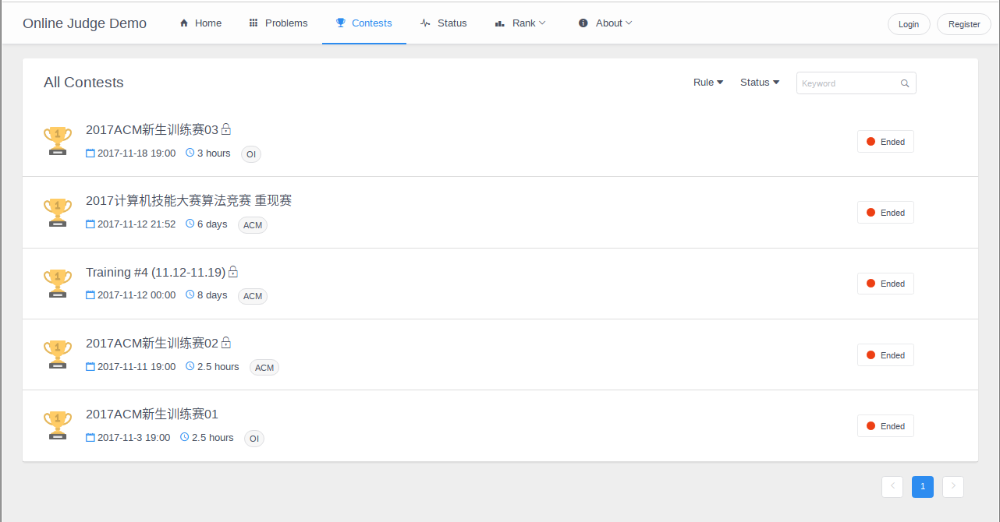 Online Judge Demo Home Problems Contests Status Rank About Login Register
All Contests Rule Status Keyword
2017ACM新生训练赛03
2017-11-18 19:00 3 hours OI Ended
2017计算机技能大赛算法竞赛 重现赛
2017-11-12 21:52 6 days ACM Ended
Training #4 (11.12-11.19)
2017-11-12 00:00 8 days ACM Ended
2017ACM新生训练赛02
2017-11-11 19:00 2.5 hours ACM Ended
2017ACM新生训练赛01
2017-11-3 19:00 2.5 hours OI Ended
1